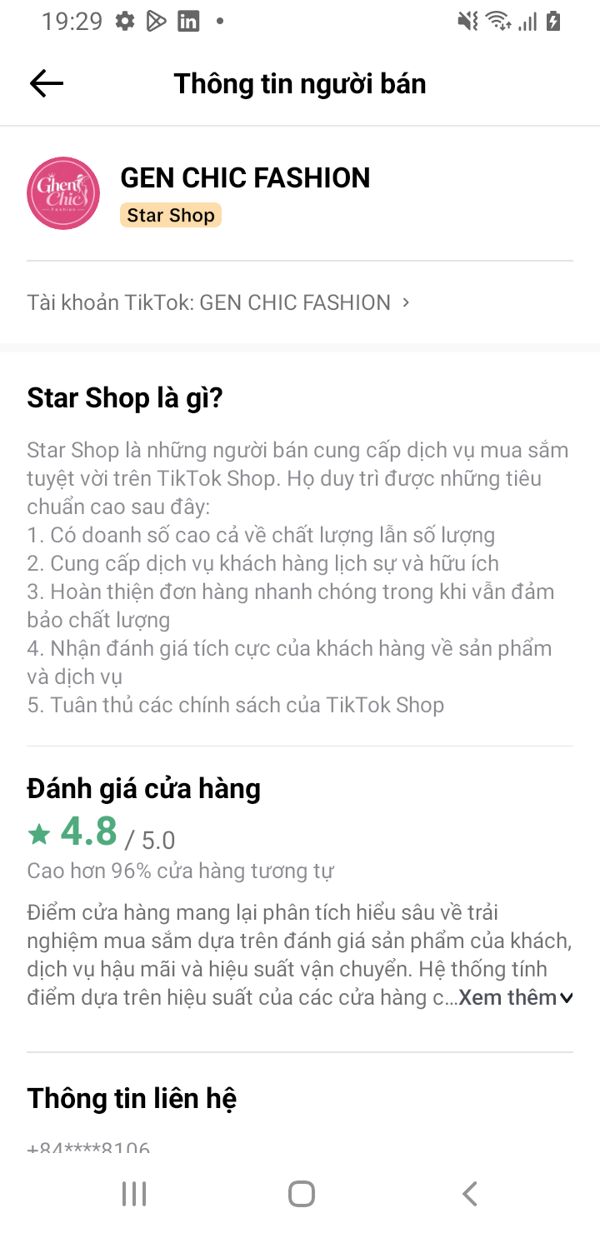 19:29
Thông tin người bán
Ghen
Chic
Fashion
GEN CHIC FASHION
Star Shop
Tài khoản TikTok: GEN CHIC FASHION
Star Shop là gì?
Star Shop là những người bán cung cấp dịch vụ mua sắm
tuyệt vời trên TikTok Shop. Họ duy trì được những tiêu
chuẩn cao sau đây:
1. Có doanh số cao cả về chất lượng lẫn số lượng
2. Cung cấp dịch vụ khách hàng lịch sự và hữu ích
3. Hoàn thiện đơn hàng nhanh chóng trong khi vẫn đảm
bảo chất lượng
4. Nhận đánh giá tích cực của khách hàng về sản phẩm
và dịch vụ
5. Tuân thủ các chính sách của TikTok Shop
Đánh giá cửa hàng
4.8 / 5.0
Cao hơn 96% cửa hàng tương tự
Điểm cửa hàng mang lại phân tích hiểu sâu về trải
nghiệm mua sắm dựa trên đánh giá sản phẩm của khách,
dịch vụ hậu mãi và hiệu suất vận chuyển. Hệ thống tính
điểm dựa trên hiệu suất của các cửa hàng c...Xem thêm
Thông tin liên hệ
+84****8106